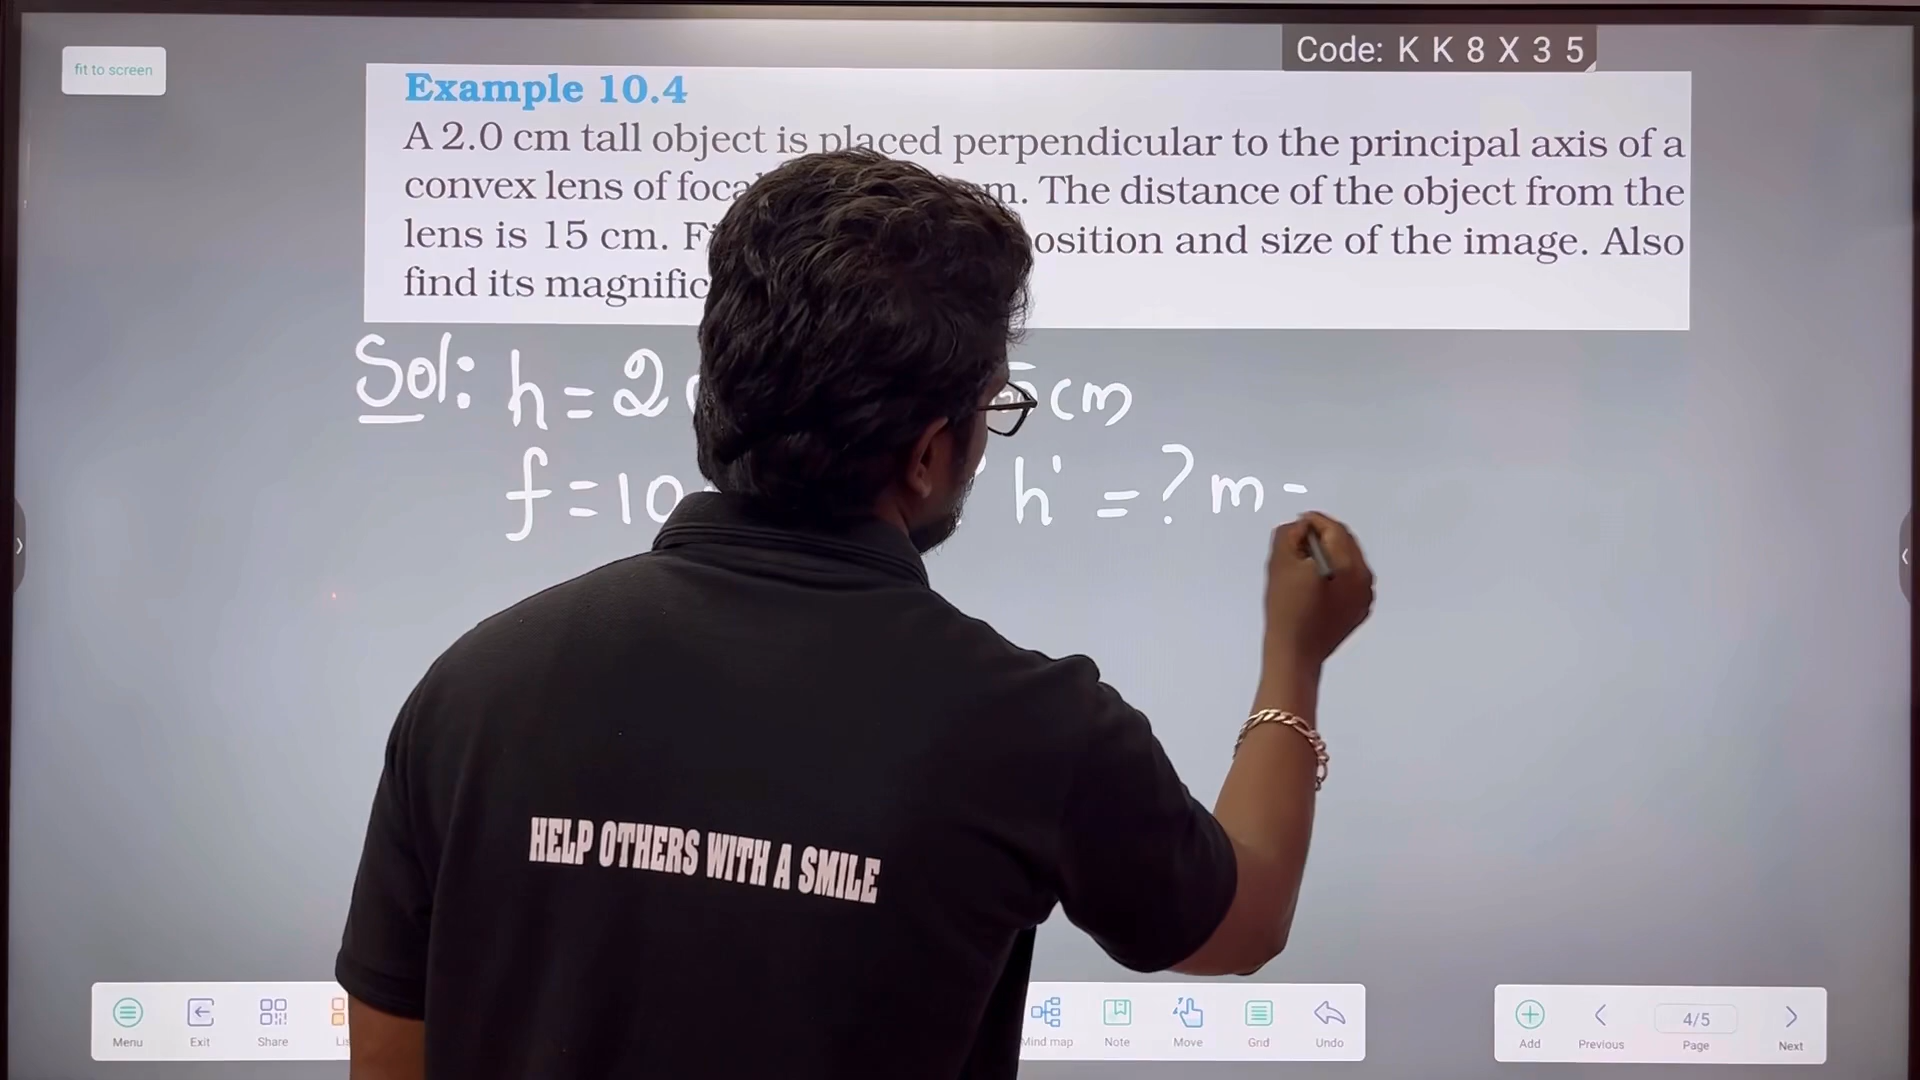 fit to screen
Code: K K 8 X 3 5
Example 10.4
A 2.0 cm tall object is placed perpendicular to the principal axis of a
convex lens of m. The distance of the object from the
lens is 15 cm. osition and size of the image. Also
find its magnific
Sol: h = 2 cm
f = 10 h' = ? m =
HELP OTHERS WITH A SMILE
Menu Exit Share Mind map Note Move Grid Undo Add Previous 4/5 Page Next